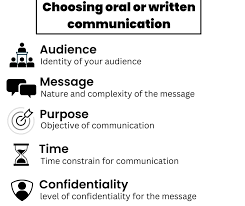 Choosing oral or written
communication
Audience
Identity of your audience
Message
Nature and complexity of the message
Purpose
Objective of communication
Time
Time constrain for communication
Confidentiality
level of confidentiality for the message